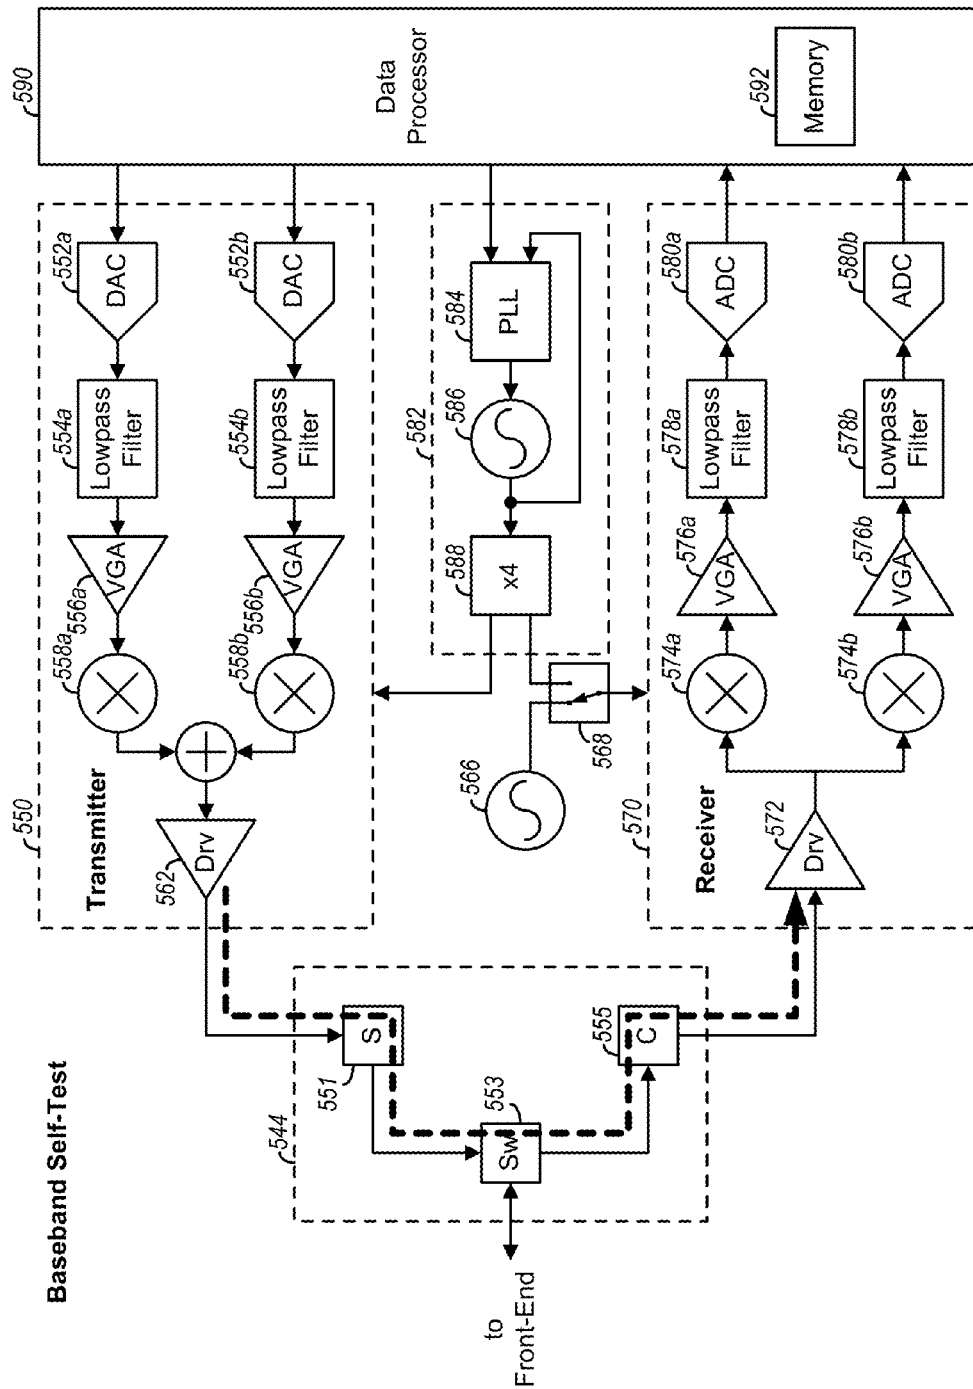 Baseband Self-Test
550
Transmitter
562
Drv
558a
556a
VGA
554a
Lowpass
Filter
552a
DAC
558b
556b
VGA
554b
Lowpass
Filter
552b
DAC
590
Data
Processor
592
Memory
544
551
S
553
Sw
555
C
to
Front-End
566
568
582
588
x4
586
584
PLL
570
Receiver
572
Drv
574a
576a
VGA
578a
Lowpass
Filter
580a
ADC
574b
576b
VGA
578b
Lowpass
Filter
580b
ADC